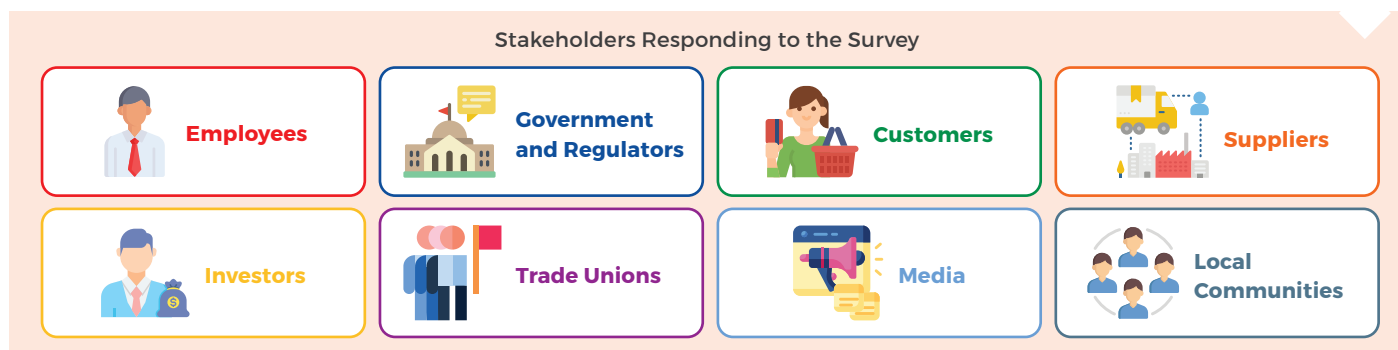 Stakeholders Responding to the Survey
Employees
Government
and Regulators
Customers
Suppliers
Investors
Trade Unions
Media
Local
Communities